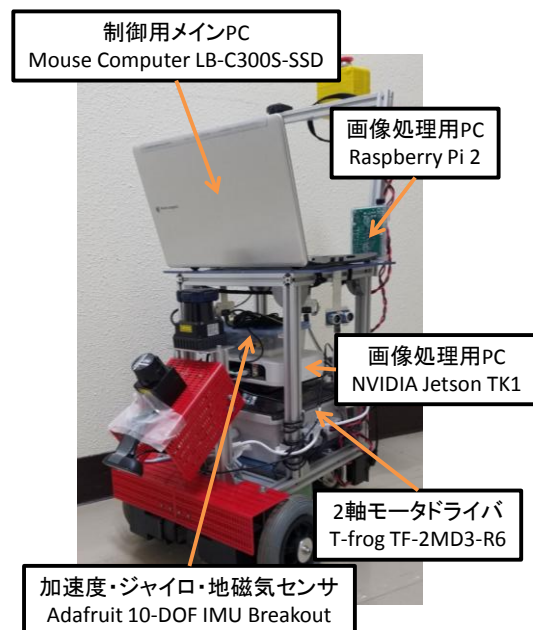 制御用メインPC
Mouse Computer LB-C300S-SSD
画像処理用PC
Raspberry Pi 2
画像処理用PC
NVIDIA Jetson TK1
2軸モータドライバ
T-frog TF-2MD3-R6
加速度・ジャイロ・地磁気センサ
Adafruit 10-DOF IMU Breakout